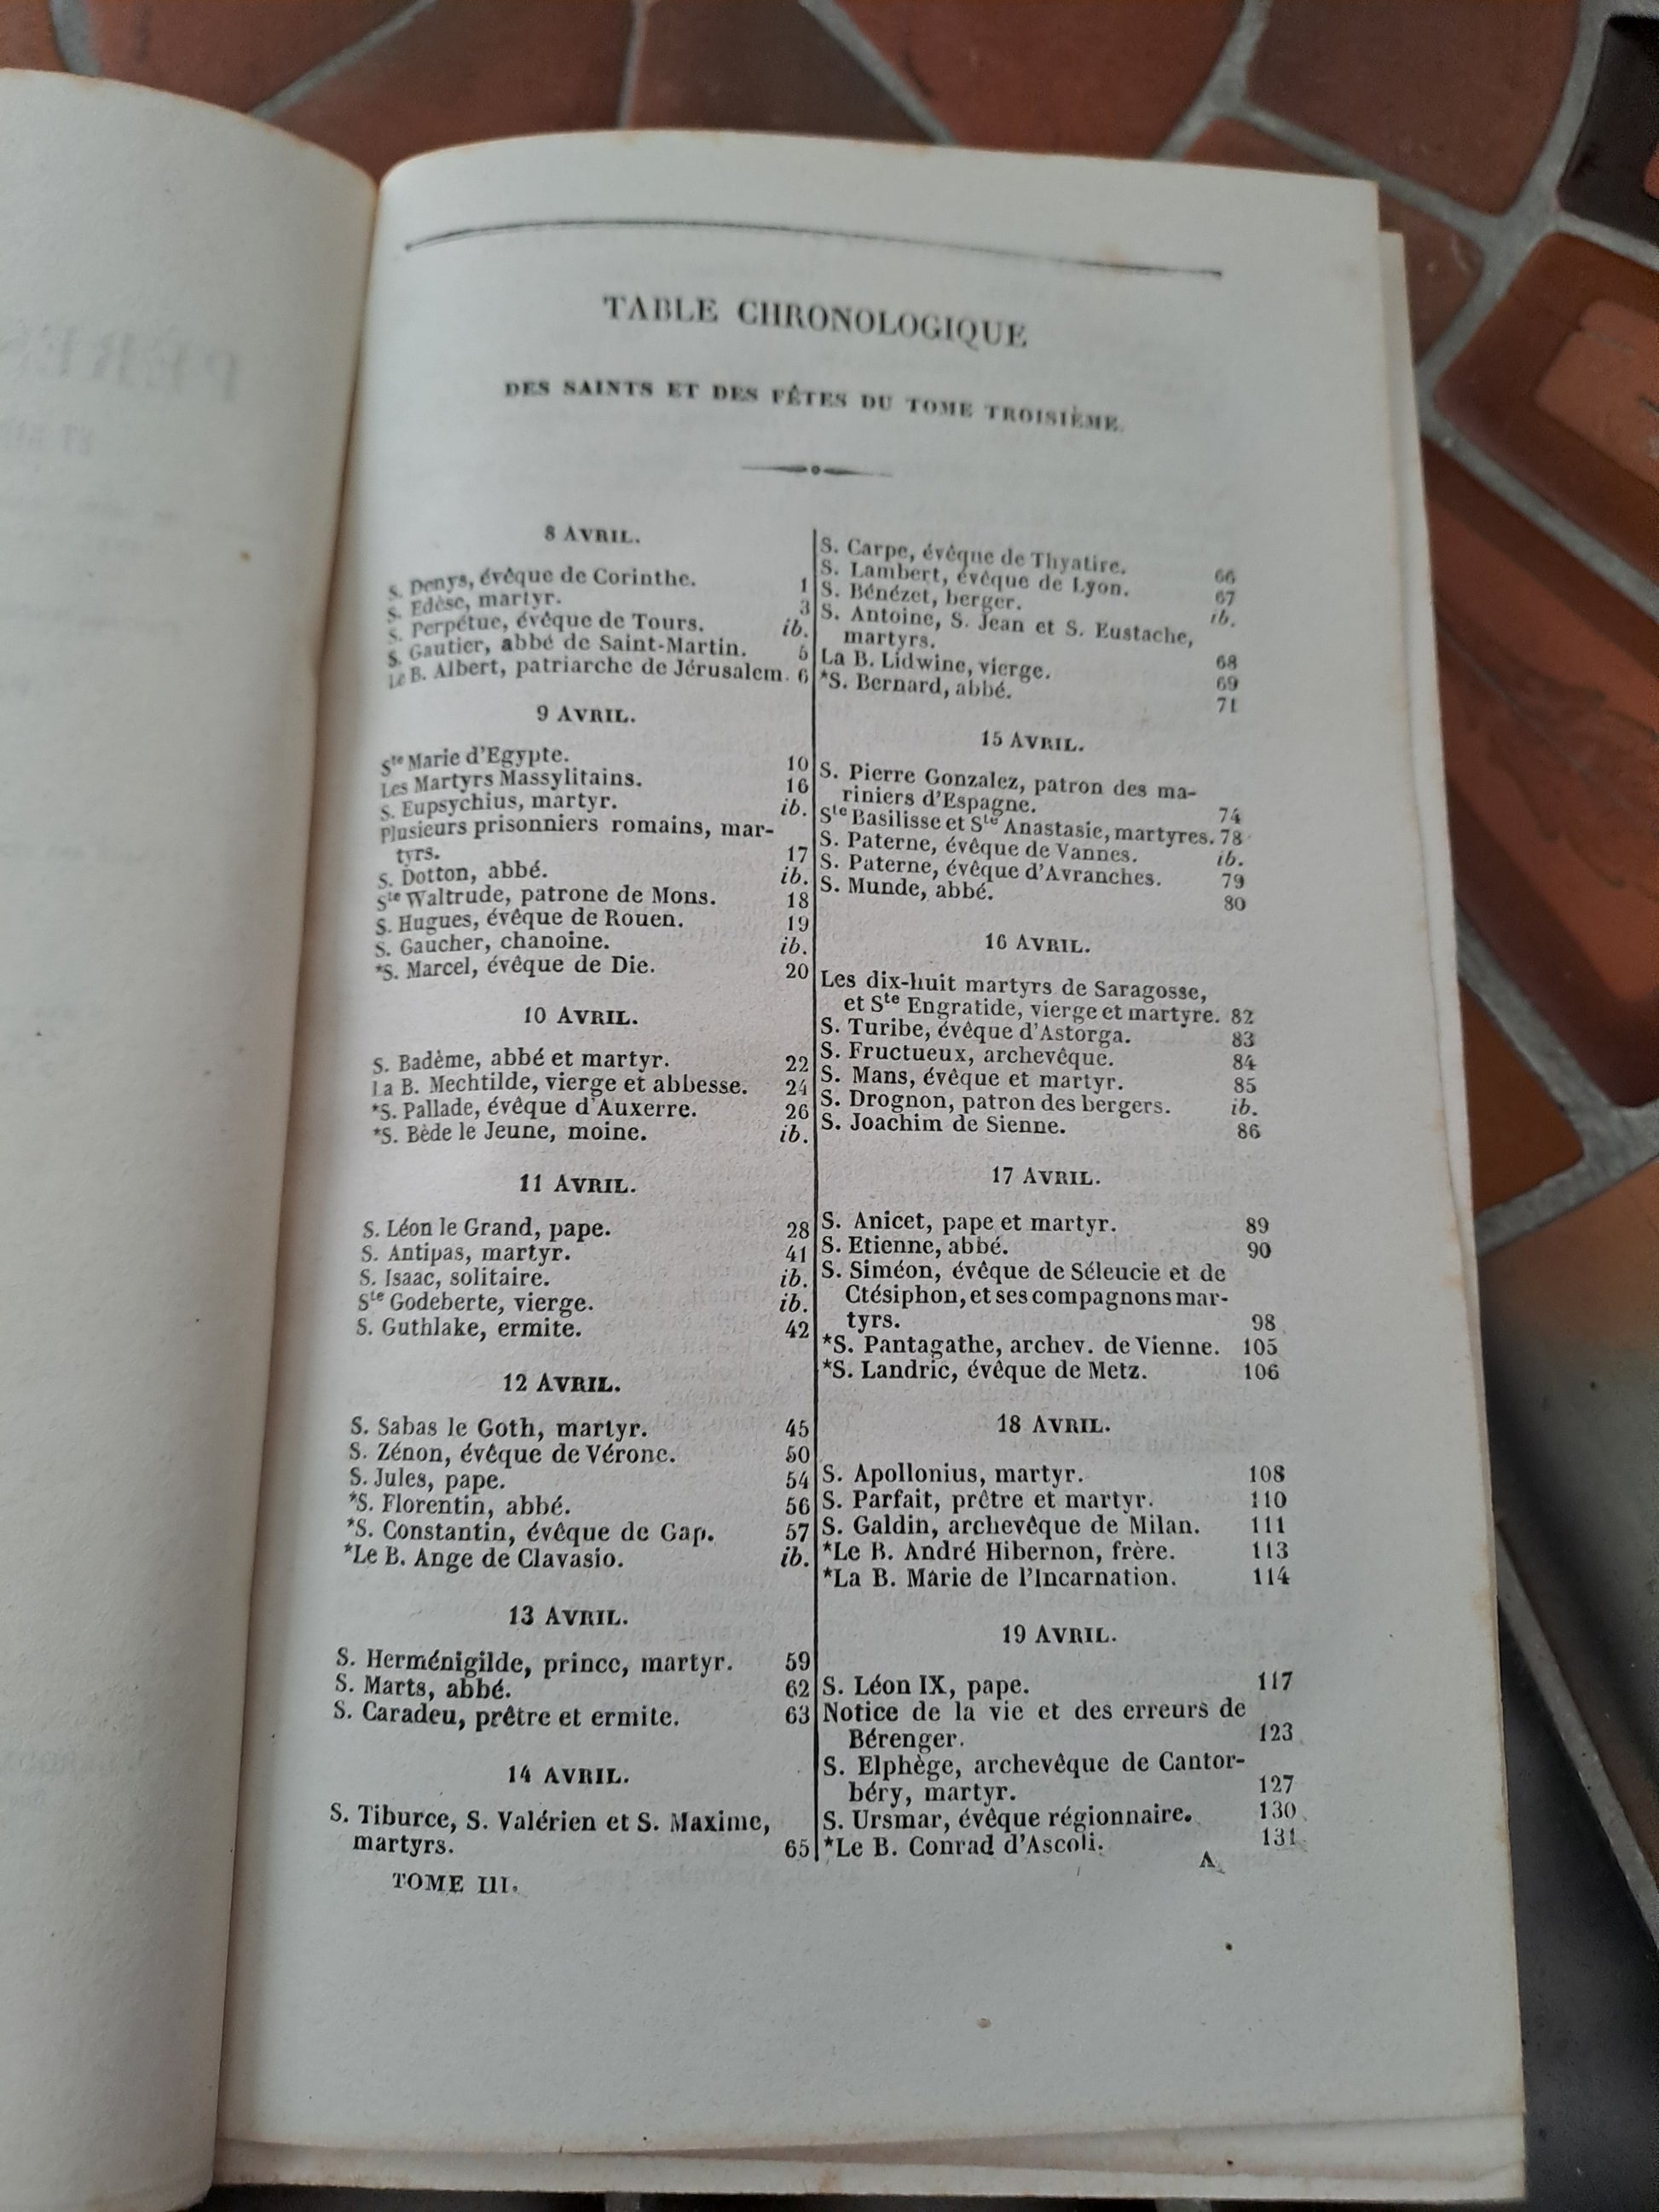 TABLE CHRONOLOGIQUE
DES SAINTS ET DES FÊTES DU TOME TROISIÈME.
8 AVRIL.
S. Denys, évêque de Corinthe. 1
S. Edèse, martyr. 3
S. Perpétue, évêque de Tours. ib.
S. Gautier, abbé de Saint-Martin. 5
Le B. Albert, patriarche de Jérusalem. 6
9 AVRIL.
Ste Marie d'Egypte. 10
Les Martyrs Massylitains. 16
S. Eupsychius, martyr. ib.
Plusieurs prisonniers romains, mar-
tyrs. 17
S. Dotton, abbé. ib.
Ste Waltrude, patrone de Mons. 18
S. Hugues, évêque de Rouen. 19
S. Gaucher, chanoine. ib.
*S. Marcel, évêque de Die. 20
10 AVRIL.
S. Badème, abbé et martyr. 22
La B. Mechtilde, vierge et abbesse. 24
*S. Pallade, évêque d'Auxerre. 26
*S. Bède le Jeune, moine. ib.
11 AVRIL.
S. Léon le Grand, pape. 28
S. Antipas, martyr. 41
S. Isaac, solitaire. ib.
Ste Godeberte, vierge. ib.
S. Guthlake, ermite. 42
12 AVRIL.
S. Sabas le Goth, martyr. 45
S. Zénon, évêque de Vérone. 50
S. Jules, pape. 54
*S. Florentin, abbé. 56
*S. Constantin, évêque de Gap. 57
*Le B. Ange de Clavasio. ib.
13 AVRIL.
S. Herménigilde, prince, martyr. 59
S. Marts, abbé. 62
S. Caradeu, prêtre et ermite. 63
14 AVRIL.
S. Tiburce, S. Valérien et S. Maxime,
martyrs. 65
TOME III.
S. Carpe, évêque de Thyatire. 66
S. Lambert, évêque de Lyon. 67
S. Bénézet, berger. ib.
S. Antoine, S. Jean et S. Eustache,
martyrs. 68
La B. Lidwine, vierge. 69
*S. Bernard, abbé. 71
15 AVRIL.
S. Pierre Gonzalez, patron des ma-
riniers d'Espagne. 74
Ste Basilisse et Ste Anastasie, martyres. 78
S. Paterne, évêque de Vannes. ib.
S. Paterne, évêque d'Avranches. 79
S. Munde, abbé. 80
16 AVRIL.
Les dix-huit martyrs de Saragosse,
et Ste Engratide, vierge et martyre. 82
S. Turibe, évêque d'Astorga. 83
S. Fructueux, archevêque. 84
S. Mans, évêque et martyr. 85
S. Drognon, patron des bergers. ib.
S. Joachim de Sienne. 86
17 AVRIL.
S. Anicet, pape et martyr. 89
S. Etienne, abbé. 90
S. Siméon, évêque de Séleucie et de
Ctésiphon, et ses compagnons mar-
tyrs. 98
*S. Pantagathe, archev. de Vienne. 105
*S. Landric, évêque de Metz. 106
18 AVRIL.
S. Apollonius, martyr. 108
S. Parfait, prêtre et martyr. 110
S. Galdin, archevêque de Milan. 111
*Le B. André Hibernon, frère. 113
*La B. Marie de l'Incarnation. 114
19 AVRIL.
S. Léon IX, pape. 117
Notice de la vie et des erreurs de
Bérenger. 123
S. Elphège, archevêque de Cantor-
béry, martyr. 127
S. Ursmar, évêque régionnaire. 130
*Le B. Conrad d'Ascoli. 131
A